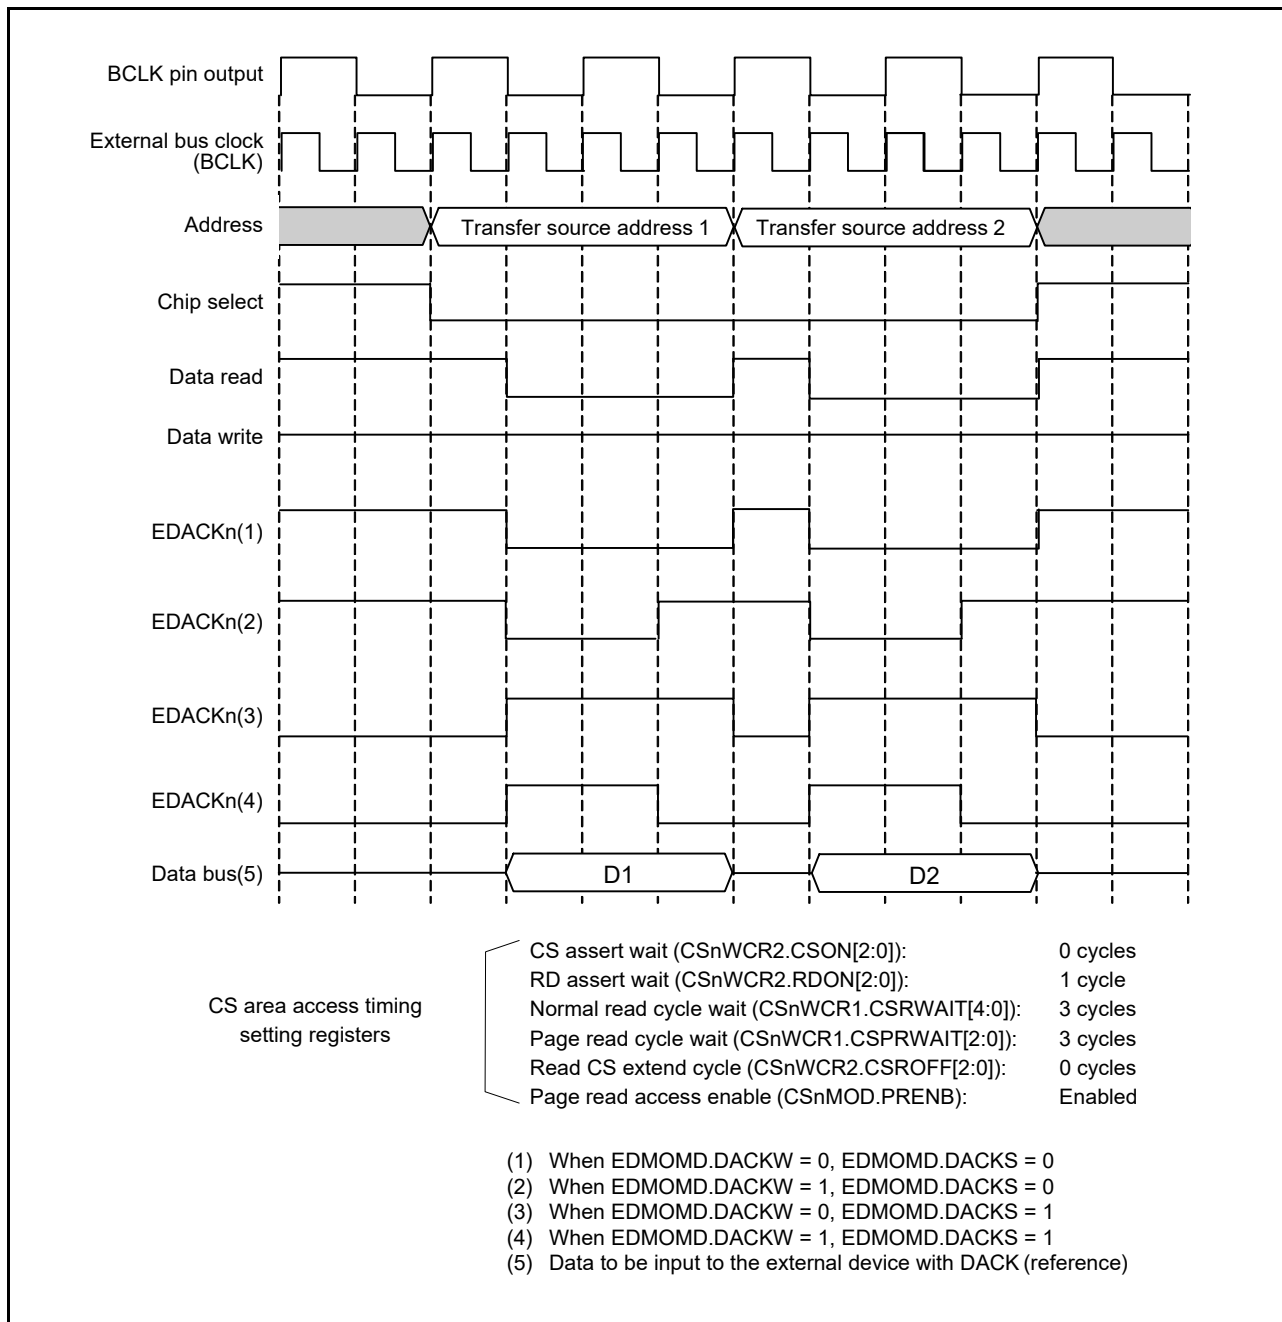 BCLK pin output
External bus clock
(BCLK)
Address
Transfer source address 1
Transfer source address 2
Chip select
Data read
Data write
EDACKn(1)
EDACKn(2)
EDACKn(3)
EDACKn(4)
Data bus(5)
D1
D2
CS area access timing
setting registers
CS assert wait (CSnWCR2.CSON[2:0]): 0 cycles
RD assert wait (CSnWCR2.RDON[2:0]): 1 cycle
Normal read cycle wait (CSnWCR1.CSRWAIT[4:0]): 3 cycles
Page read cycle wait (CSnWCR1.CSPRWAIT[2:0]): 3 cycles
Read CS extend cycle (CSnWCR2.CSROFF[2:0]): 0 cycles
Page read access enable (CSnMOD.PRENB): Enabled
(1) When EDMOMD.DACKW = 0, EDMOMD.DACKS = 0
(2) When EDMOMD.DACKW = 1, EDMOMD.DACKS = 0
(3) When EDMOMD.DACKW = 0, EDMOMD.DACKS = 1
(4) When EDMOMD.DACKW = 1, EDMOMD.DACKS = 1
(5) Data to be input to the external device with DACK (reference)